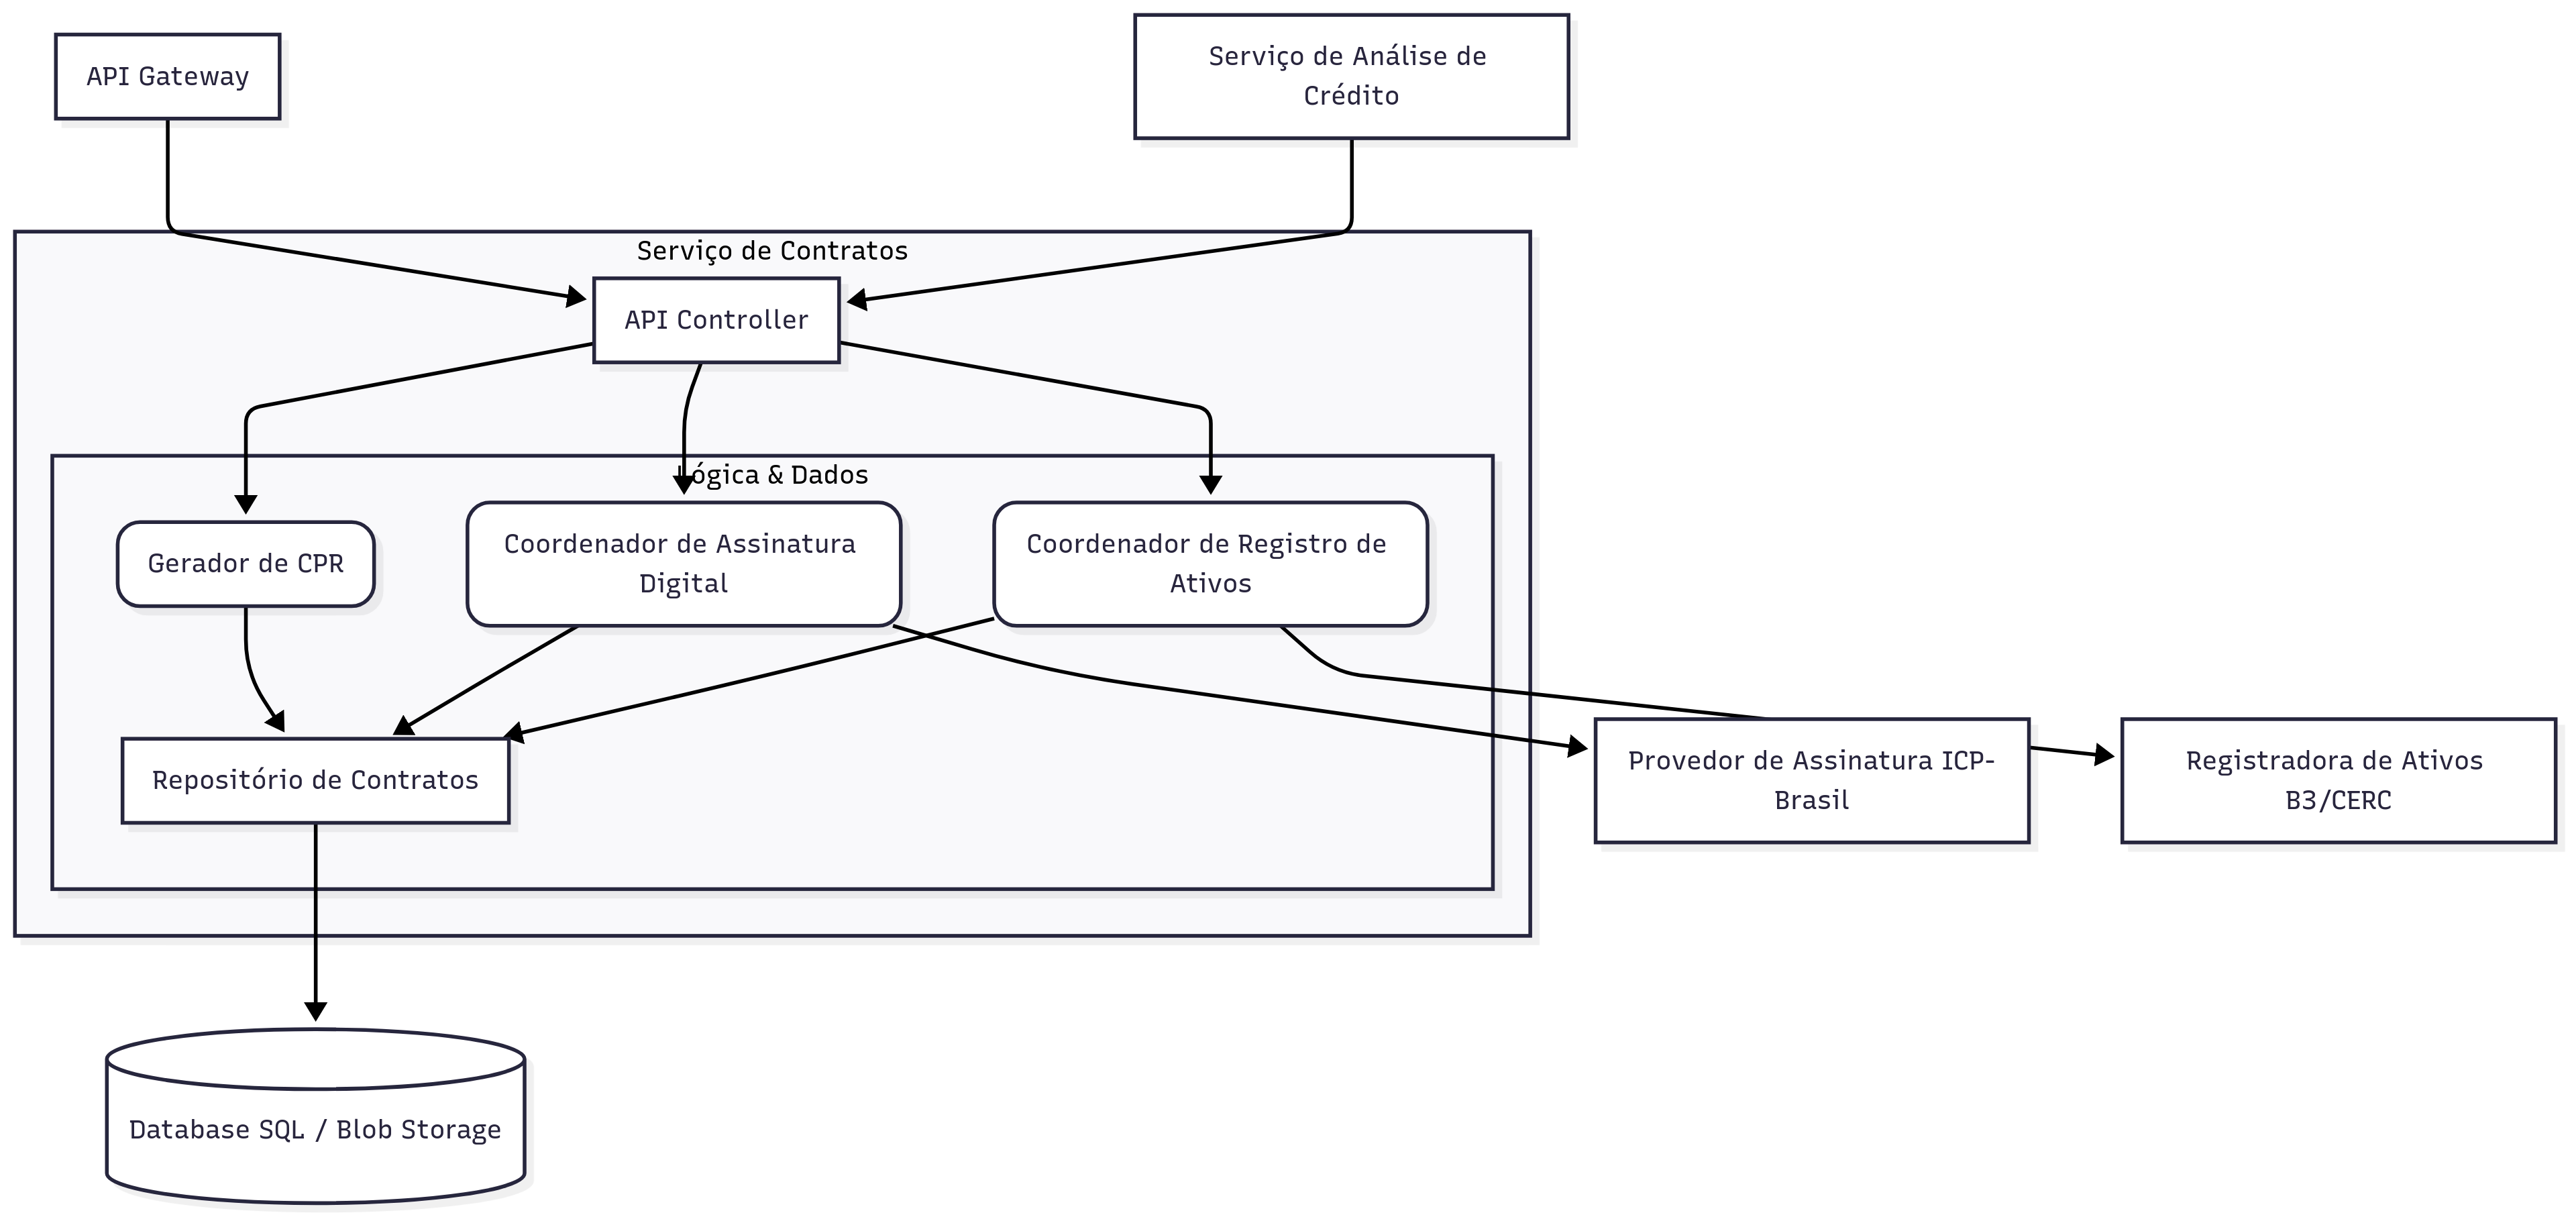 API Gateway
Serviço de Análise de
Crédito
Serviço de Contratos
API Controller
Lógica & Dados
Gerador de CPR
Coordenador de Assinatura
Digital
Coordenador de Registro de
Ativos
Repositório de Contratos
Provedor de Assinatura ICP-
Brasil
Registradora de Ativos
B3/CERC
Database SQL / Blob Storage